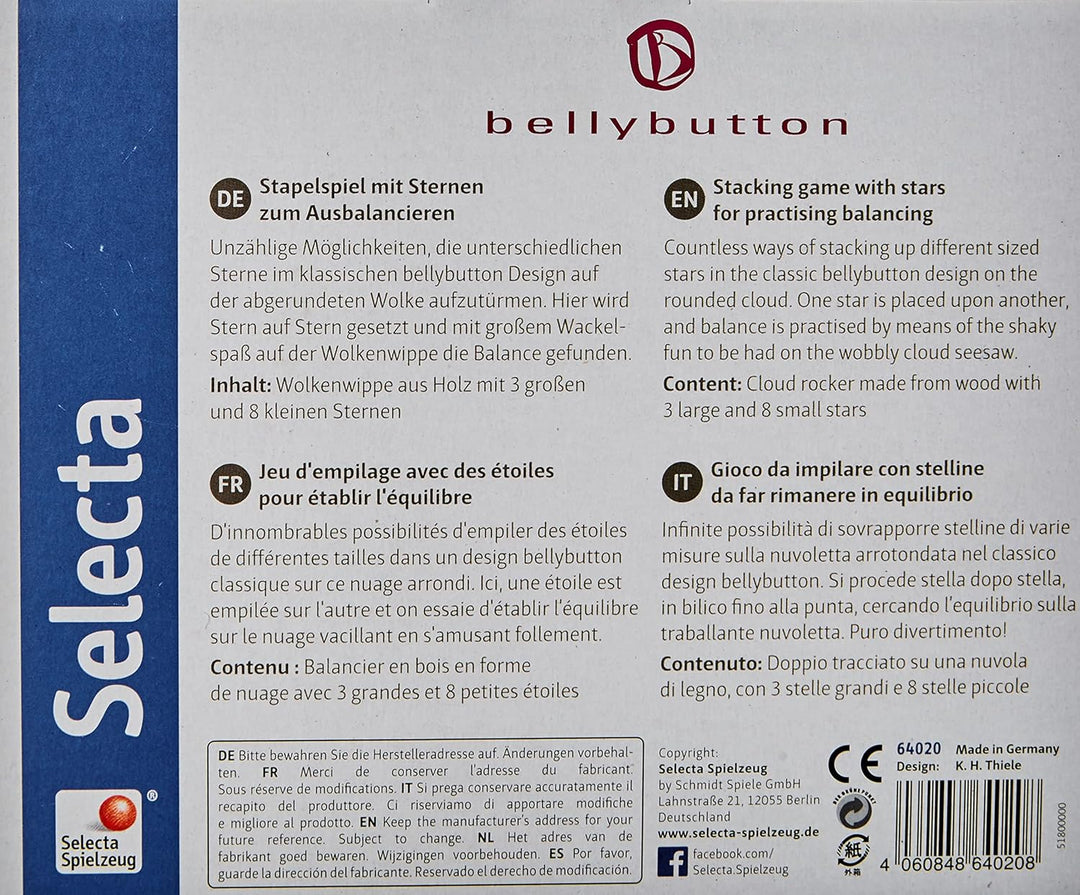 bellybutton
DE
Stapelspiel mit Sternen
zum Ausbalancieren
Unzählige Möglichkeiten, die unterschiedlichen
Sterne im klassischen bellybutton Design auf
der abgerundeten Wolke aufzutürmen. Hier wird
Stern auf Stern gesetzt und mit großem Wackel-
spaß auf der Wolkenwippe die Balance gefunden.
Inhalt: Wolkenwippe aus Holz mit 3 großen
und 8 kleinen Sternen
EN
Stacking game with stars
for practising balancing
Countless ways of stacking up different sized
stars in the classic bellybutton design on the
rounded cloud. One star is placed upon another,
and balance is practised by means of the shaky
fun to be had on the wobbly cloud seesaw.
Content: Cloud rocker made from wood with
3 large and 8 small stars
FR
Jeu d'empilage avec des étoiles
pour établir l'équilibre
D'innombrables possibilités d'empiler des étoiles
de différentes tailles dans un design bellybutton
classique sur ce nuage arrondi. Ici, une étoile est
empilée sur l'autre et on essaie d'établir l'équilibre
sur le nuage vacillant en s'amusant follement.
Contenu : Balancier en bois en forme
de nuage avec 3 grandes et 8 petites étoiles
IT
Gioco da impilare con stelline
da far rimanere in equilibrio
Infinite possibilità di sovrapporre stelline di varie
misure sulla nuvoletta arrotondata nel classico
design bellybutton. Si procede stella dopo stella,
in bilico fino alla punta, cercando l'equilibrio sulla
traballante nuvoletta. Puro divertimento!
Contenuto: Doppio tracciato su una nuvola
di legno, con 3 stelle grandi e 8 stelle piccole
Selecta
Selecta
Spielzeug
®
DE Bitte bewahren Sie die Herstelleradresse auf. Änderungen vorbehal-
ten. FR Merci de conserver l'adresse du fabricant.
Sous réserve de modifications. IT Si prega conservare accuratamente il
recapito del produttore. Ci riserviamo di apportare modifiche
e migliorie al prodotto. EN Keep the manufacturer's address for your
future reference. Subject to change. NL Het adres van de
fabrikant goed bewaren. Wijzigingen voorbehouden. ES Por favor,
guarde la dirección del fabricante. Reservado el derecho de modificación.
Copyright:
Selecta Spielzeug
by Schmidt Spiele GmbH
Lahnstraße 21, 12055 Berlin
Deutschland
www.selecta-spielzeug.de
facebook.com/
Selecta.Spielzeug
CE
64020 Made in Germany
Design: K. H. Thiele
紙
外箱
4 060848 640208
51800000